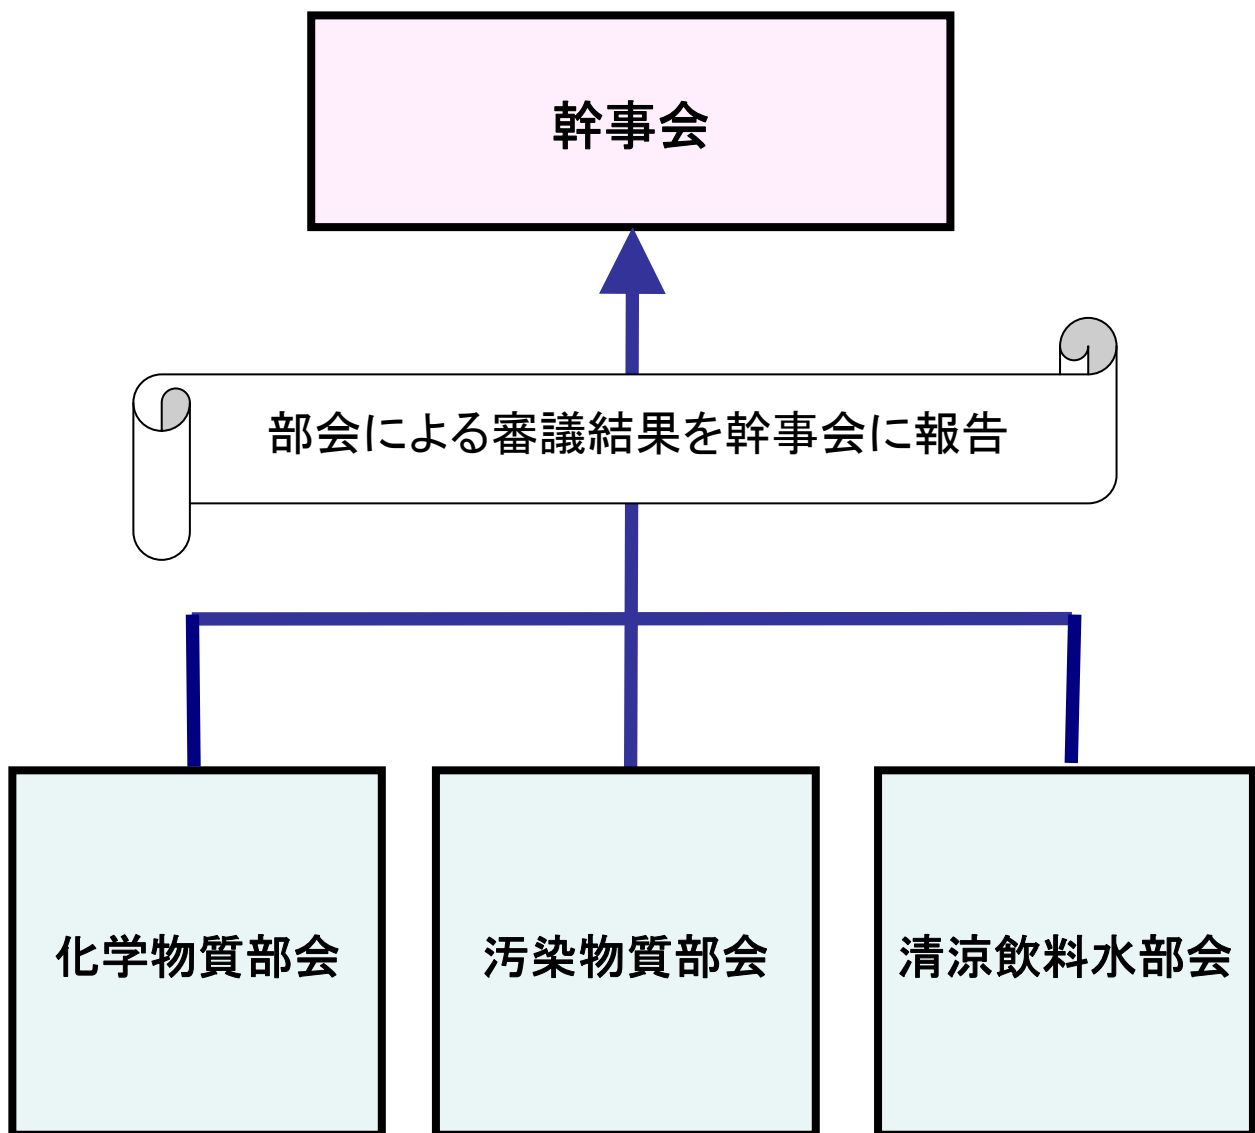 幹事会
部会による審議結果を幹事会に報告
化学物質部会
汚染物質部会
清涼飲料水部会